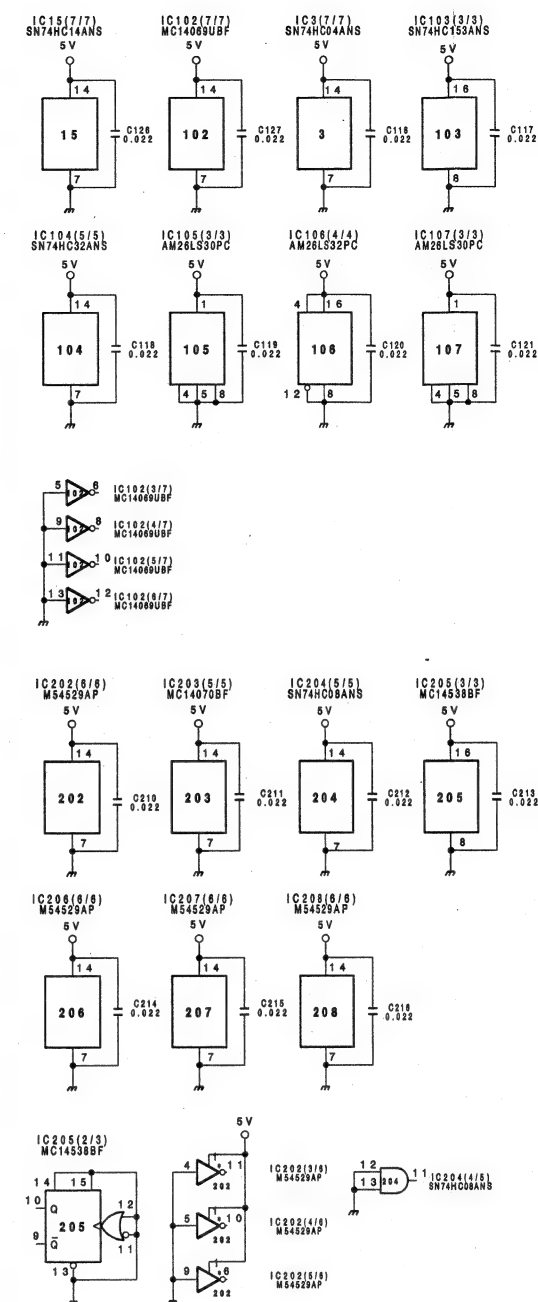 IC15(7/7) IC102(7/7) IC3(7/7) IC103(3/3)
SN74HC14ANS MC14069UBF SN74HC04ANS SN74HC153ANS
5V 5V 5V 5V
14 14 14 16
15 C126 0.022 102 C127 0.022 3 C116 0.022 103 C117 0.022
7 7 7 8
IC104(5/5) IC105(3/3) IC106(4/4) IC107(3/3)
SN74HC32ANS AM26LS30PC AM26LS32PC AM26LS30PC
5V 5V 5V 5V
14 1 4 16 1
104 C118 0.022 105 C119 0.022 106 C120 0.022 107 C121 0.022
7 4 5 8 12 8 4 5 8
5 102 6 IC102(3/7)
MC14069UBF
9 102 8 IC102(4/7)
MC14069UBF
11 102 10 IC102(5/7)
MC14069UBF
13 102 12 IC102(6/7)
MC14069UBF
IC202(6/6) IC203(5/5) IC204(5/5) IC205(3/3)
M54529AP MC14070BF SN74HC08ANS MC14538BF
5V 5V 5V 5V
14 14 14 16
202 C210 0.022 203 C211 0.022 204 C212 0.022 205 C213 0.022
7 7 7 8
IC206(6/6) IC207(6/6) IC208(6/6)
M54529AP M54529AP M54529AP
5V 5V 5V
14 14 14
206 C214 0.022 207 C215 0.022 208 C216 0.022
7 7 7
IC205(2/3)
MC14538BF
14 15
10 Q 12
205
9 Q̅ 11
13
5V
4 11 202 IC202(3/6)
M54529AP
5 10 202 IC202(4/6)
M54529AP
9 6 202 IC202(5/6)
M54529AP
12 13 204 11 IC204(4/5)
SN74HC08ANS